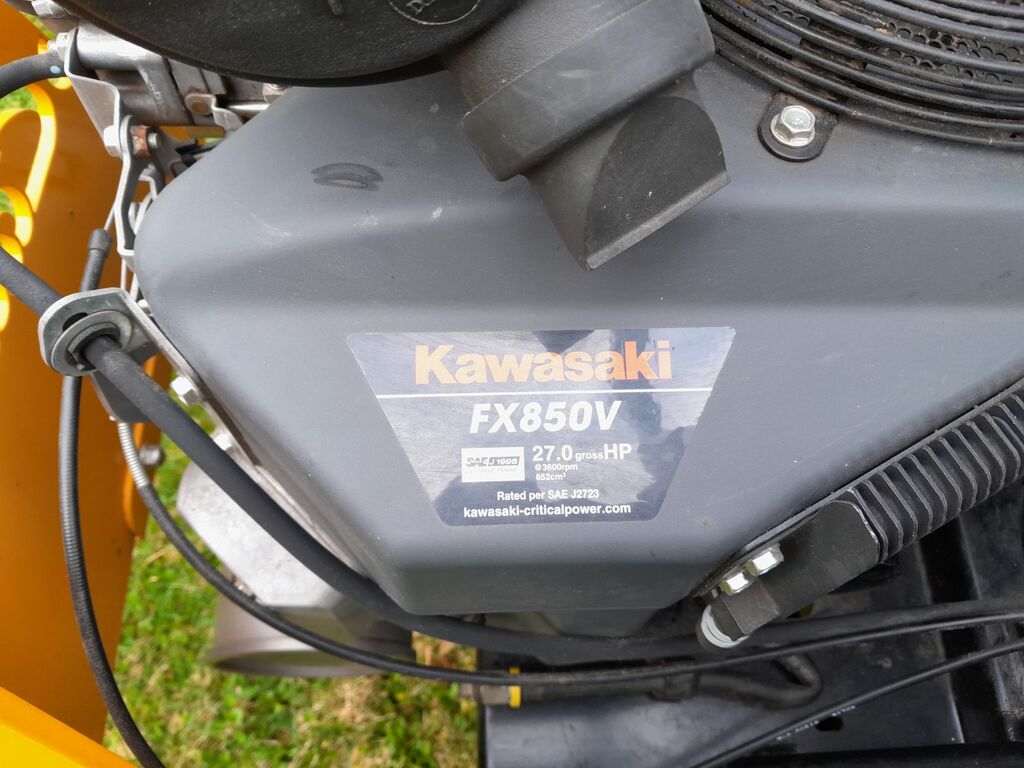 Kawasaki
FX850V
SAE J1995
27.0 gross HP
@3600rpm
852cm³
Rated per SAE J2723
kawasaki-criticalpower.com